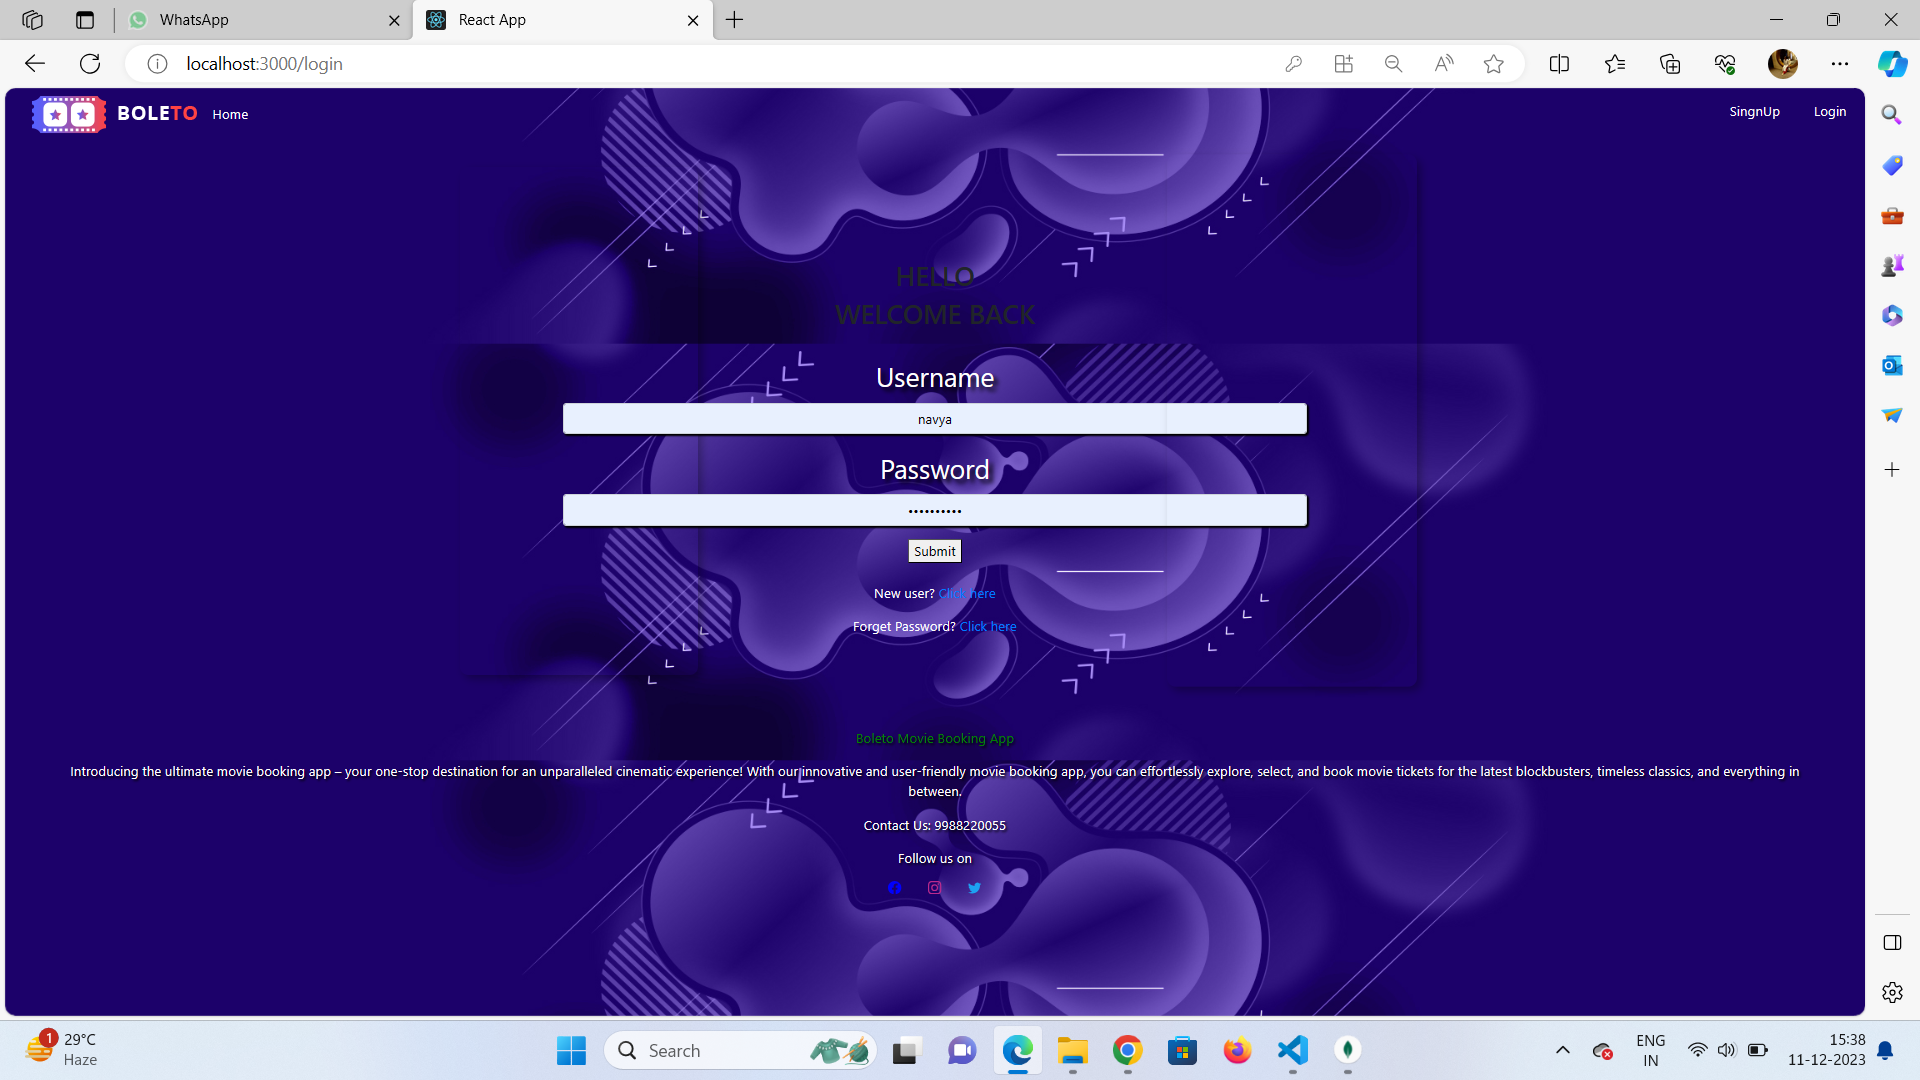 WhatsApp
React App
localhost:3000/login
BOLETO
Home
SingnUp
Login
HELLO
WELCOME BACK
Username
navya
Password
••••••••••
Submit
New user? Click here
Forget Password? Click here
Boleto Movie Booking App
Introducing the ultimate movie booking app – your one-stop destination for an unparalleled cinematic experience! With our innovative and user-friendly movie booking app, you can effortlessly explore, select, and book movie tickets for the latest blockbusters, timeless classics, and everything in
between.
Contact Us: 9988220055
Follow us on
1
29°C
Haze
Search
ENG
IN
15:38
11-12-2023